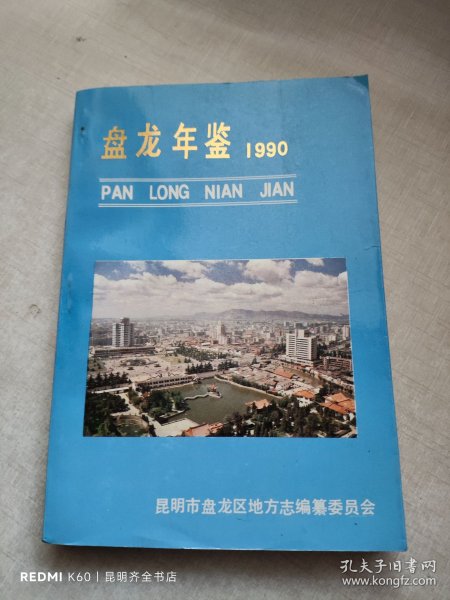 盘龙年鉴 1990
PAN LONG NIAN JIAN
昆明市盘龙区地方志编纂委员会
REDMI K60 | 昆明齐全书店
孔夫子旧书网
www.kongfz.com